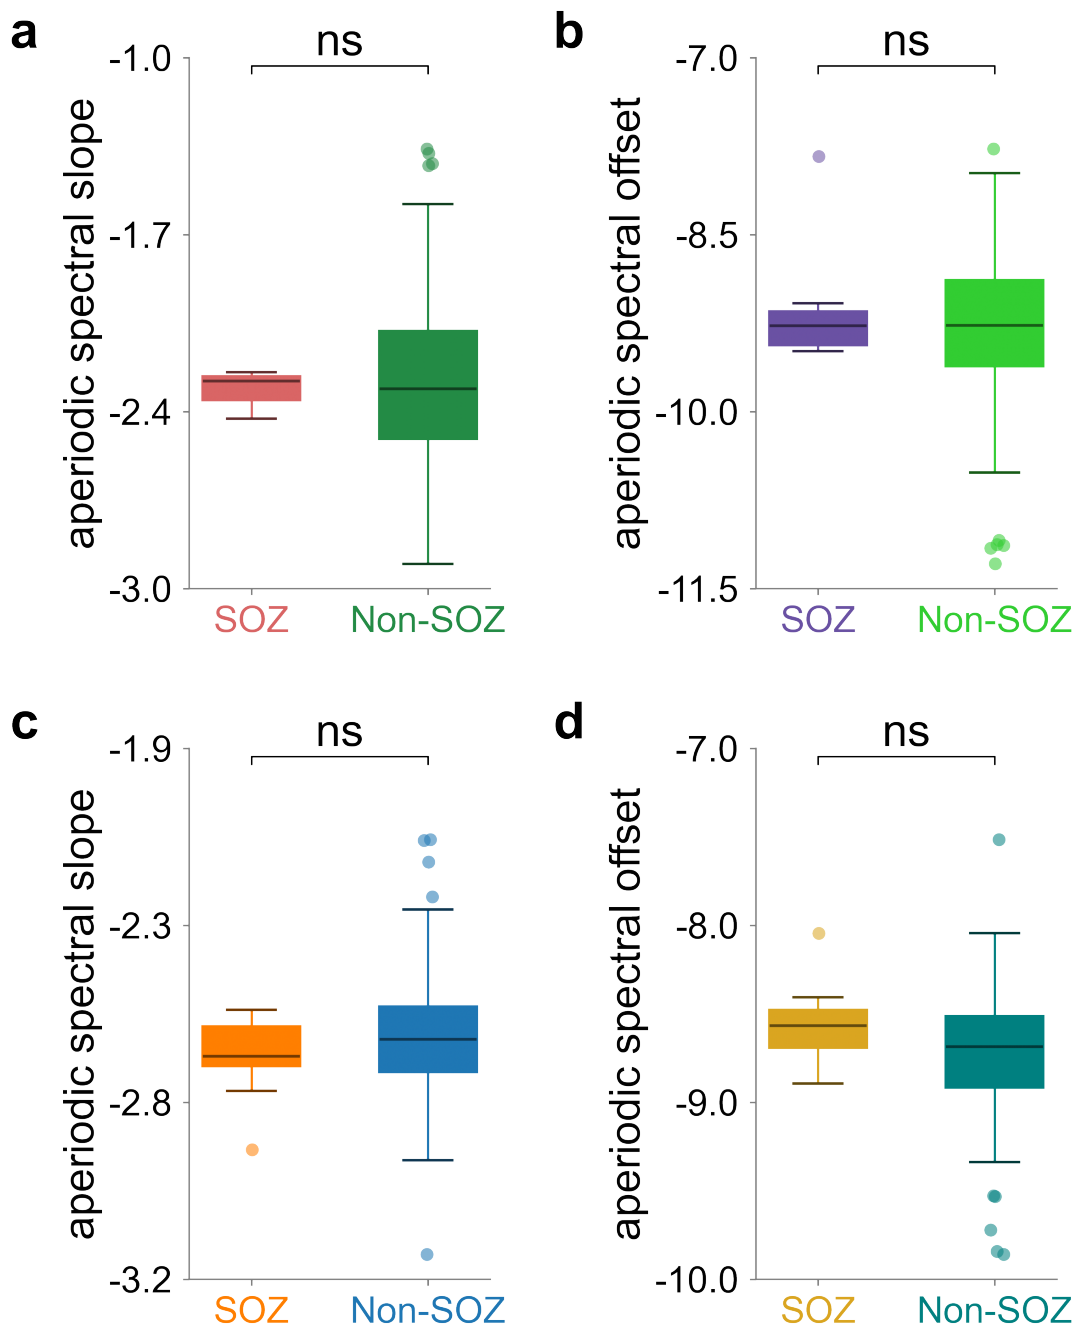 a
ns
aperiodic spectral slope
-1.0
-1.7
-2.4
-3.0
SOZ
Non-SOZ
b
ns
aperiodic spectral offset
-7.0
-8.5
-10.0
-11.5
SOZ
Non-SOZ
c
ns
aperiodic spectral slope
-1.9
-2.3
-2.8
-3.2
SOZ
Non-SOZ
d
ns
aperiodic spectral offset
-7.0
-8.0
-9.0
-10.0
SOZ
Non-SOZ